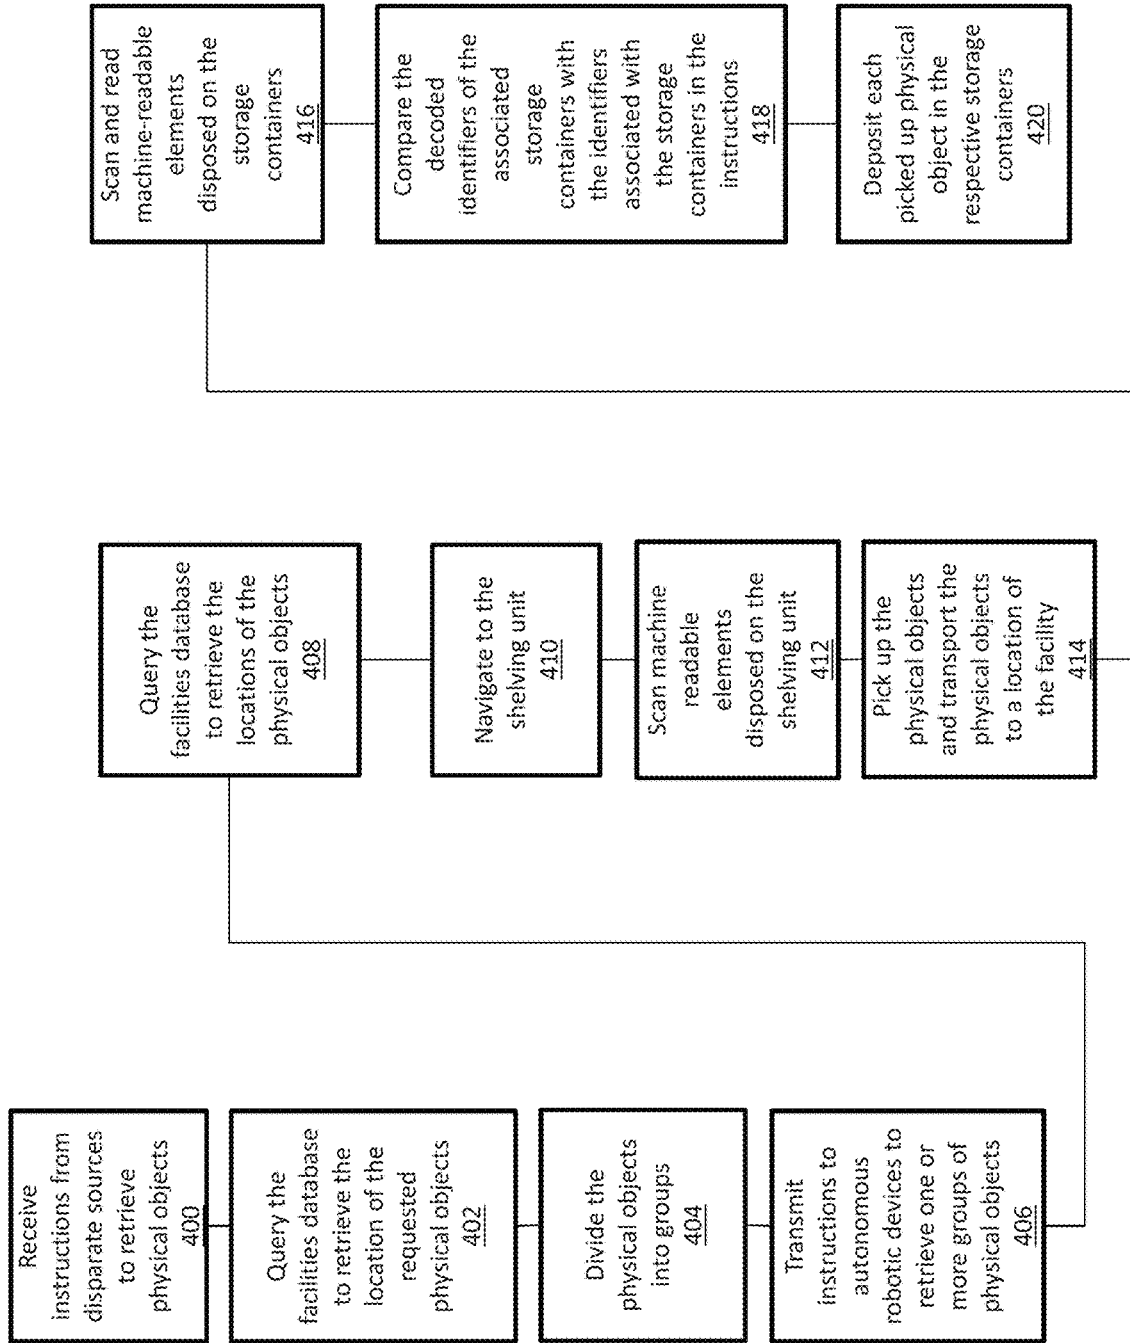 Receive
instructions from
disparate sources
to retrieve
physical objects
400
Query the
facilities database
to retrieve the
location of the
requested
physical objects
402
Divide the
physical objects
into groups
404
Transmit
instructions to
autonomous
robotic devices to
retrieve one or
more groups of
physical objects
406
Query the
facilities database
to retrieve the
locations of the
physical objects
408
Navigate to the
shelving unit
410
Scan machine
readable
elements
disposed on the
shelving unit
412
Pick up the
physical objects
and transport the
physical objects
to a location of
the facility
414
Scan and read
machine-readable
elements
disposed on the
storage
containers
416
Compare the
decoded
identifiers of the
associated
storage
containers with
the identifiers
associated with
the storage
containers in the
instructions
418
Deposit each
picked up physical
object in the
respective storage
containers
420